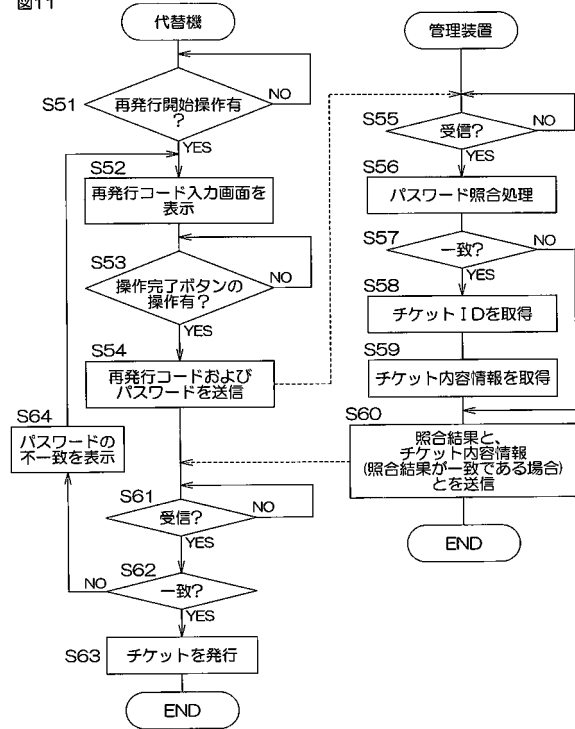 図11
代替機
S51
再発行開始操作有
?
NO
YES
S52
再発行コード入力画面を
表示
S53
操作完了ボタンの
操作有?
NO
YES
S54
再発行コードおよび
パスワードを送信
S64
パスワードの
不一致を表示
S61
受信?
NO
YES
S62
一致?
NO
YES
S63
チケットを発行
END
管理装置
S55
受信?
NO
YES
S56
パスワード照合処理
S57
一致?
NO
YES
S58
チケットIDを取得
S59
チケット内容情報を取得
S60
照合結果と、
チケット内容情報
(照合結果が一致である場合)
とを送信
END